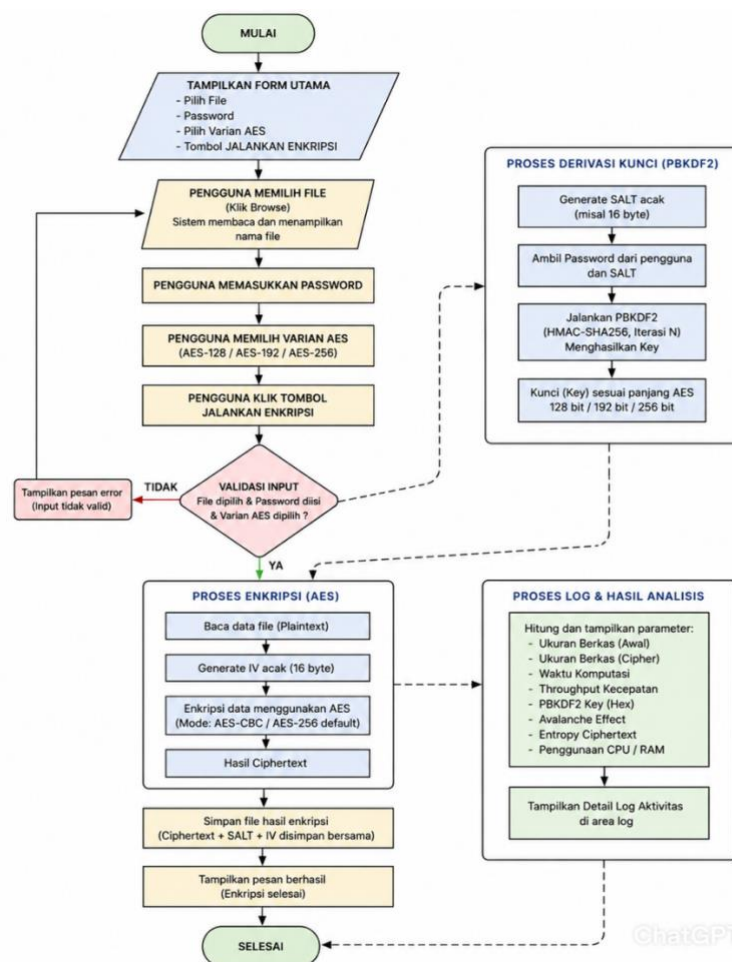 MULAI
TAMPILKAN FORM UTAMA
- Pilih File
- Password
- Pilih Varian AES
- Tombol JALANKAN ENKRIPSI
PENGGUNA MEMILIH FILE
(Klik Browse)
Sistem membaca dan menampilkan
nama file
PENGGUNA MEMASUKKAN PASSWORD
PENGGUNA MEMILIH VARIAN AES
(AES-128 / AES-192 / AES-256)
PENGGUNA KLIK TOMBOL
JALANKAN ENKRIPSI
VALIDASI INPUT
File dipilih & Password diisi
& Varian AES dipilih ?
TIDAK
Tampilkan pesan error
(Input tidak valid)
YA
PROSES DERIVASI KUNCI (PBKDF2)
Generate SALT acak
(misal 16 byte)
Ambil Password dari pengguna
dan SALT
Jalankan PBKDF2
(HMAC-SHA256, Iterasi N)
Menghasilkan Key
Kunci (Key) sesuai panjang AES
128 bit / 192 bit / 256 bit
PROSES ENKRIPSI (AES)
Baca data file (Plaintext)
Generate IV acak (16 byte)
Enkripsi data menggunakan AES
(Mode: AES-CBC / AES-256 default)
Hasil Ciphertext
PROSES LOG & HASIL ANALISIS
Hitung dan tampilkan parameter:
- Ukuran Berkas (Awal)
- Ukuran Berkas (Cipher)
- Waktu Komputasi
- Throughput Kecepatan
- PBKDF2 Key (Hex)
- Avalanche Effect
- Entropy Ciphertext
- Penggunaan CPU / RAM
Tampilkan Detail Log Aktivitas
di area log
Simpan file hasil enkripsi
(Ciphertext + SALT + IV disimpan bersama)
Tampilkan pesan berhasil
(Enkripsi selesai)
SELESAI
ChatGPT